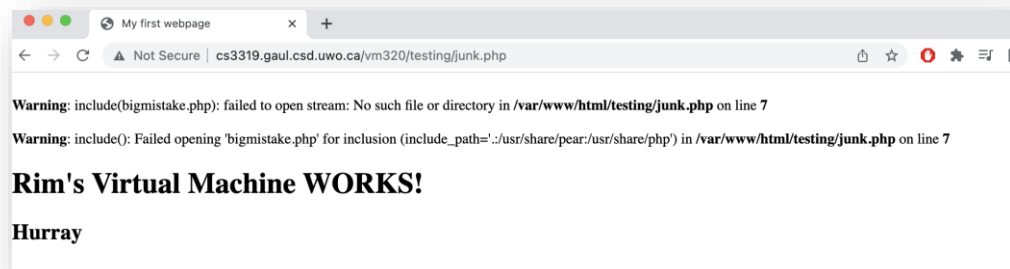 My first webpage
Not Secure | cs3319.gaul.csd.uwo.ca/vm320/testing/junk.php
Warning: include(bigmistake.php): failed to open stream: No such file or directory in /var/www/html/testing/junk.php on line 7
Warning: include(): Failed opening 'bigmistake.php' for inclusion (include_path='.:/usr/share/pear:/usr/share/php') in /var/www/html/testing/junk.php on line 7
Rim's Virtual Machine WORKS!
Hurray